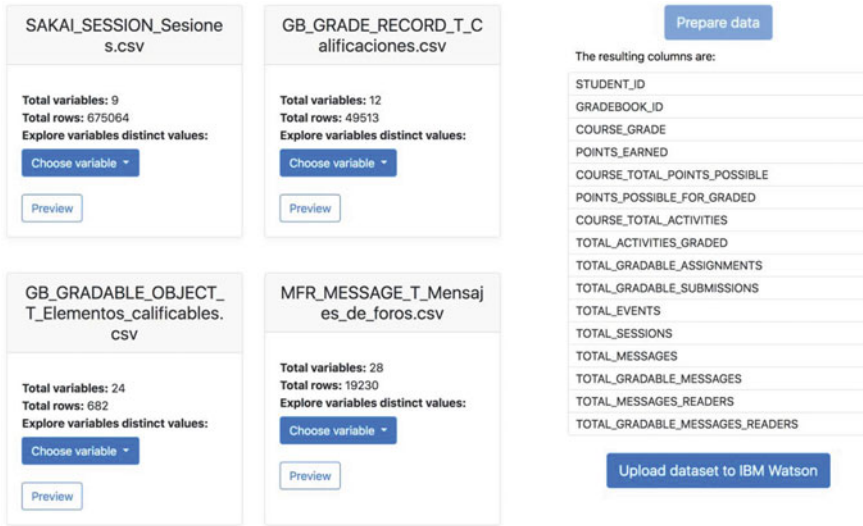 SAKAI_SESSION_Sesione
s.csv
Total variables: 9
Total rows: 675064
Explore variables distinct values:
Choose variable
Preview
GB_GRADE_RECORD_T_C
alificaciones.csv
Total variables: 12
Total rows: 49513
Explore variables distinct values:
Choose variable
Preview
GB_GRADABLE_OBJECT_
T_Elementos_calificables.
csv
Total variables: 24
Total rows: 682
Explore variables distinct values:
Choose variable
Preview
MFR_MESSAGE_T_Mensaj
es_de_foros.csv
Total variables: 28
Total rows: 19230
Explore variables distinct values:
Choose variable
Preview
Prepare data
The resulting columns are:
STUDENT_ID
GRADEBOOK_ID
COURSE_GRADE
POINTS_EARNED
COURSE_TOTAL_POINTS_POSSIBLE
POINTS_POSSIBLE_FOR_GRADED
COURSE_TOTAL_ACTIVITIES
TOTAL_ACTIVITIES_GRADED
TOTAL_GRADABLE_ASSIGNMENTS
TOTAL_GRADABLE_SUBMISSIONS
TOTAL_EVENTS
TOTAL_SESSIONS
TOTAL_MESSAGES
TOTAL_GRADABLE_MESSAGES
TOTAL_MESSAGES_READERS
TOTAL_GRADABLE_MESSAGES_READERS
Upload dataset to IBM Watson